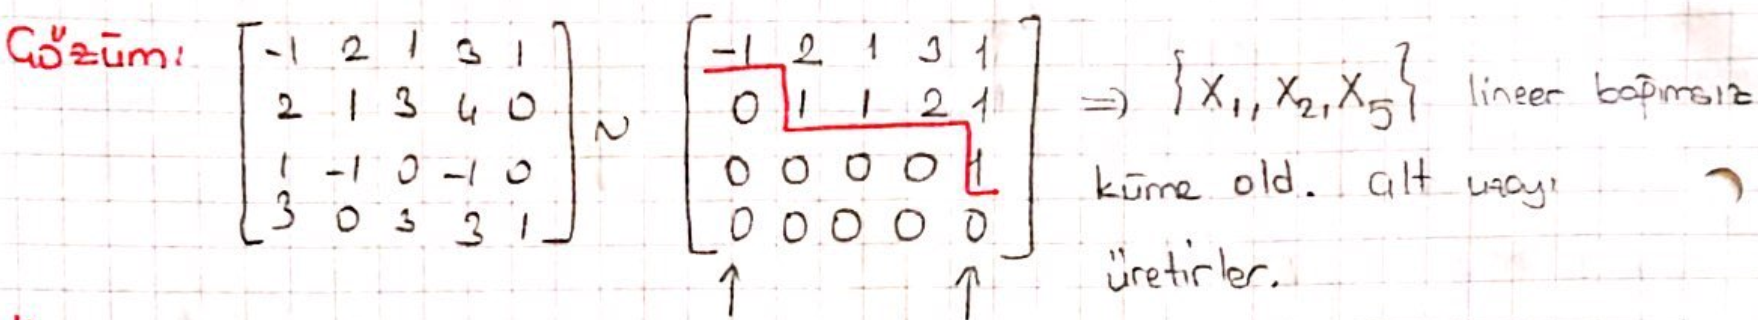 Çözüm: [-1 2 1 3 1] ~ [-1 2 1 3 1]
[2 1 3 4 0] [0 1 1 2 1] ⇒ {X₁, X₂, X₅} lineer bağımsız
[1 -1 0 -1 0] [0 0 0 0 1] küme old. alt uzayı
[3 0 3 3 1] [0 0 0 0 0] üretirler.
↑ ↑